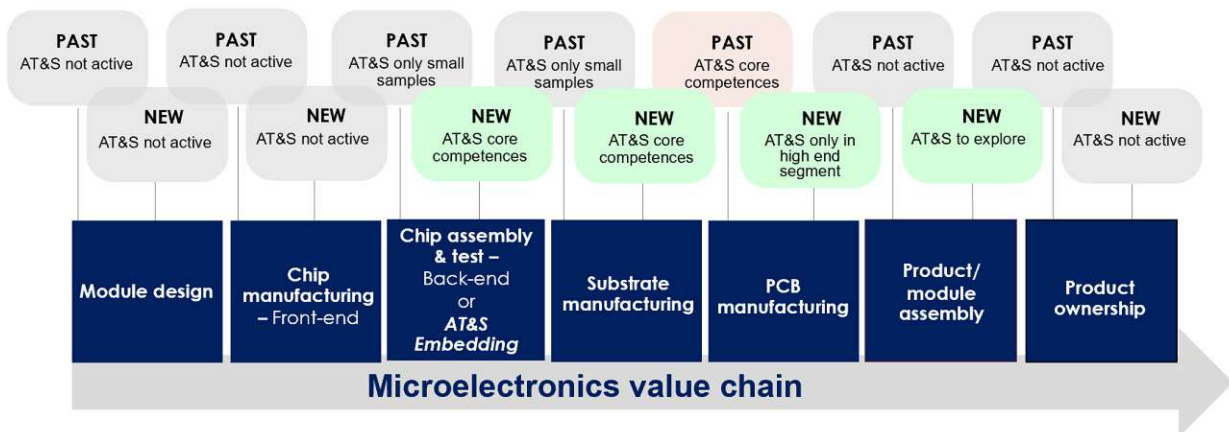 PAST
AT&S not active
PAST
AT&S not active
PAST
AT&S only small
samples
PAST
AT&S only small
samples
PAST
AT&S core
competences
PAST
AT&S not active
PAST
AT&S not active
NEW
AT&S not active
NEW
AT&S not active
NEW
AT&S core
competences
NEW
AT&S core
competences
NEW
AT&S only in
high end
segment
NEW
AT&S to explore
NEW
AT&S not active
Module design
Chip
manufacturing
– Front-end
Chip assembly
& test –
Back-end
or
AT&S
Embedding
Substrate
manufacturing
PCB
manufacturing
Product/
module
assembly
Product
ownership
Microelectronics value chain